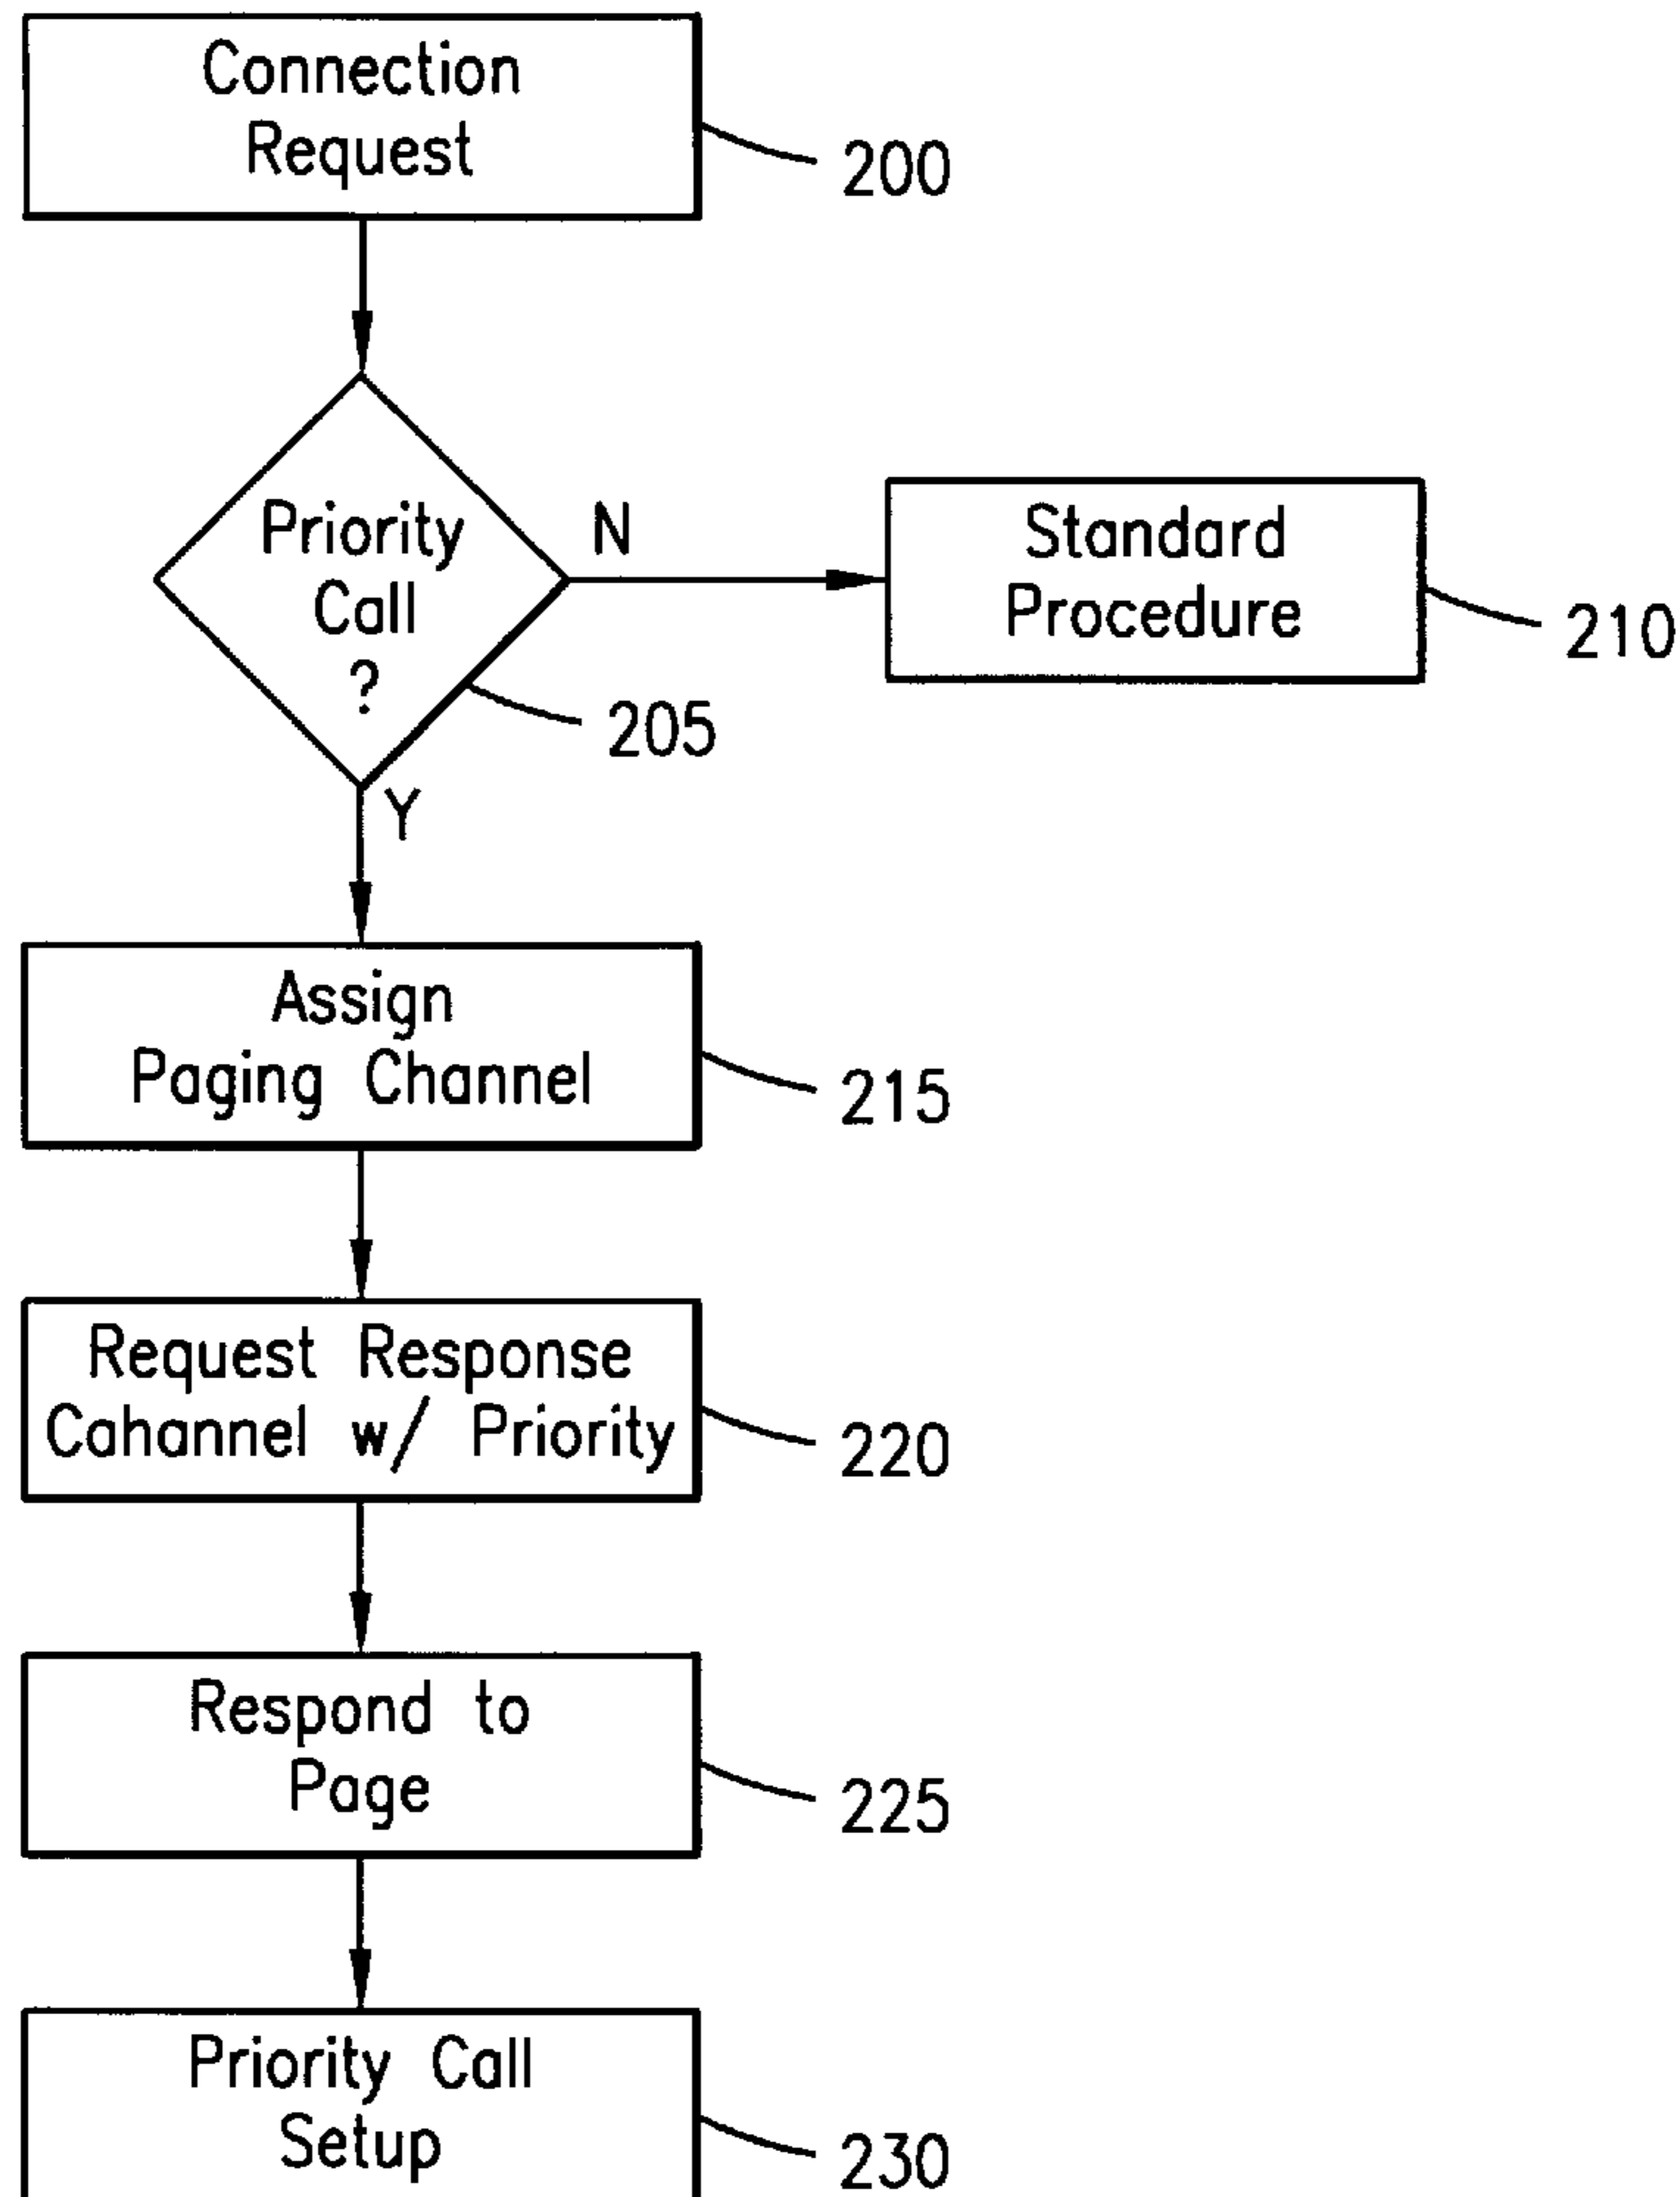 Connection
Request
200
Priority
Call
?
N
205
Y
Standard
Procedure
210
Assign
Paging Channel
215
Request Response
Cahannel w/ Priority
220
Respond to
Page
225
Priority Call
Setup
230